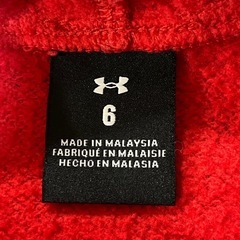 6
MADE IN MALAYSIA
FABRIQUÉ EN MALAISIE
HECHO EN MALASIA